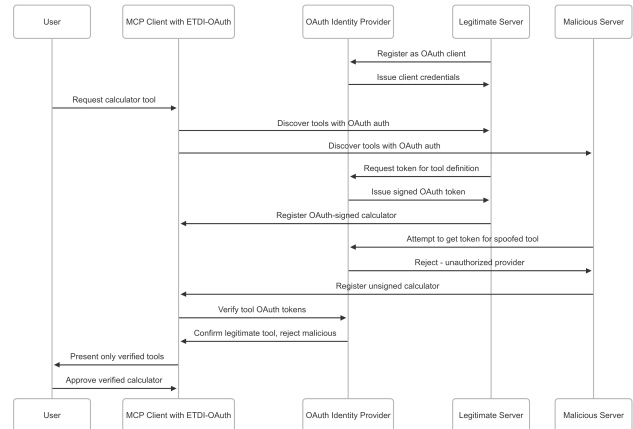 User
MCP Client with ETDI-OAuth
OAuth Identity Provider
Legitimate Server
Malicious Server
Register as OAuth client
Issue client credentials
Request calculator tool
Discover tools with OAuth auth
Discover tools with OAuth auth
Request token for tool definition
Issue signed OAuth token
Register OAuth-signed calculator
Attempt to get token for spoofed tool
Reject - unauthorized provider
Register unsigned calculator
Verify tool OAuth tokens
Confirm legitimate tool, reject malicious
Present only verified tools
Approve verified calculator
User
MCP Client with ETDI-OAuth
OAuth Identity Provider
Legitimate Server
Malicious Server